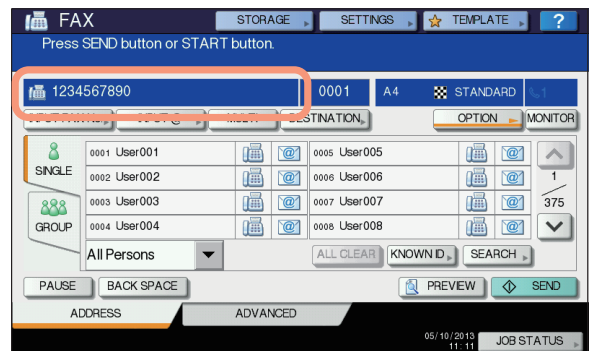 FAX STORAGE SETTINGS TEMPLATE ?
Press SEND button or START button.
1234567890 0001 A4 STANDARD 1
DESTINATION OPTION MONITOR
SINGLE
0001 User001 0005 User005
0002 User002 0006 User006
0003 User003 0007 User007
0004 User004 0008 User008
1
375
GROUP
All Persons ALL CLEAR KNOWN ID SEARCH
PAUSE BACK SPACE PREVIEW SEND
ADDRESS ADVANCED
05/10/2013
11:11
JOB STATUS